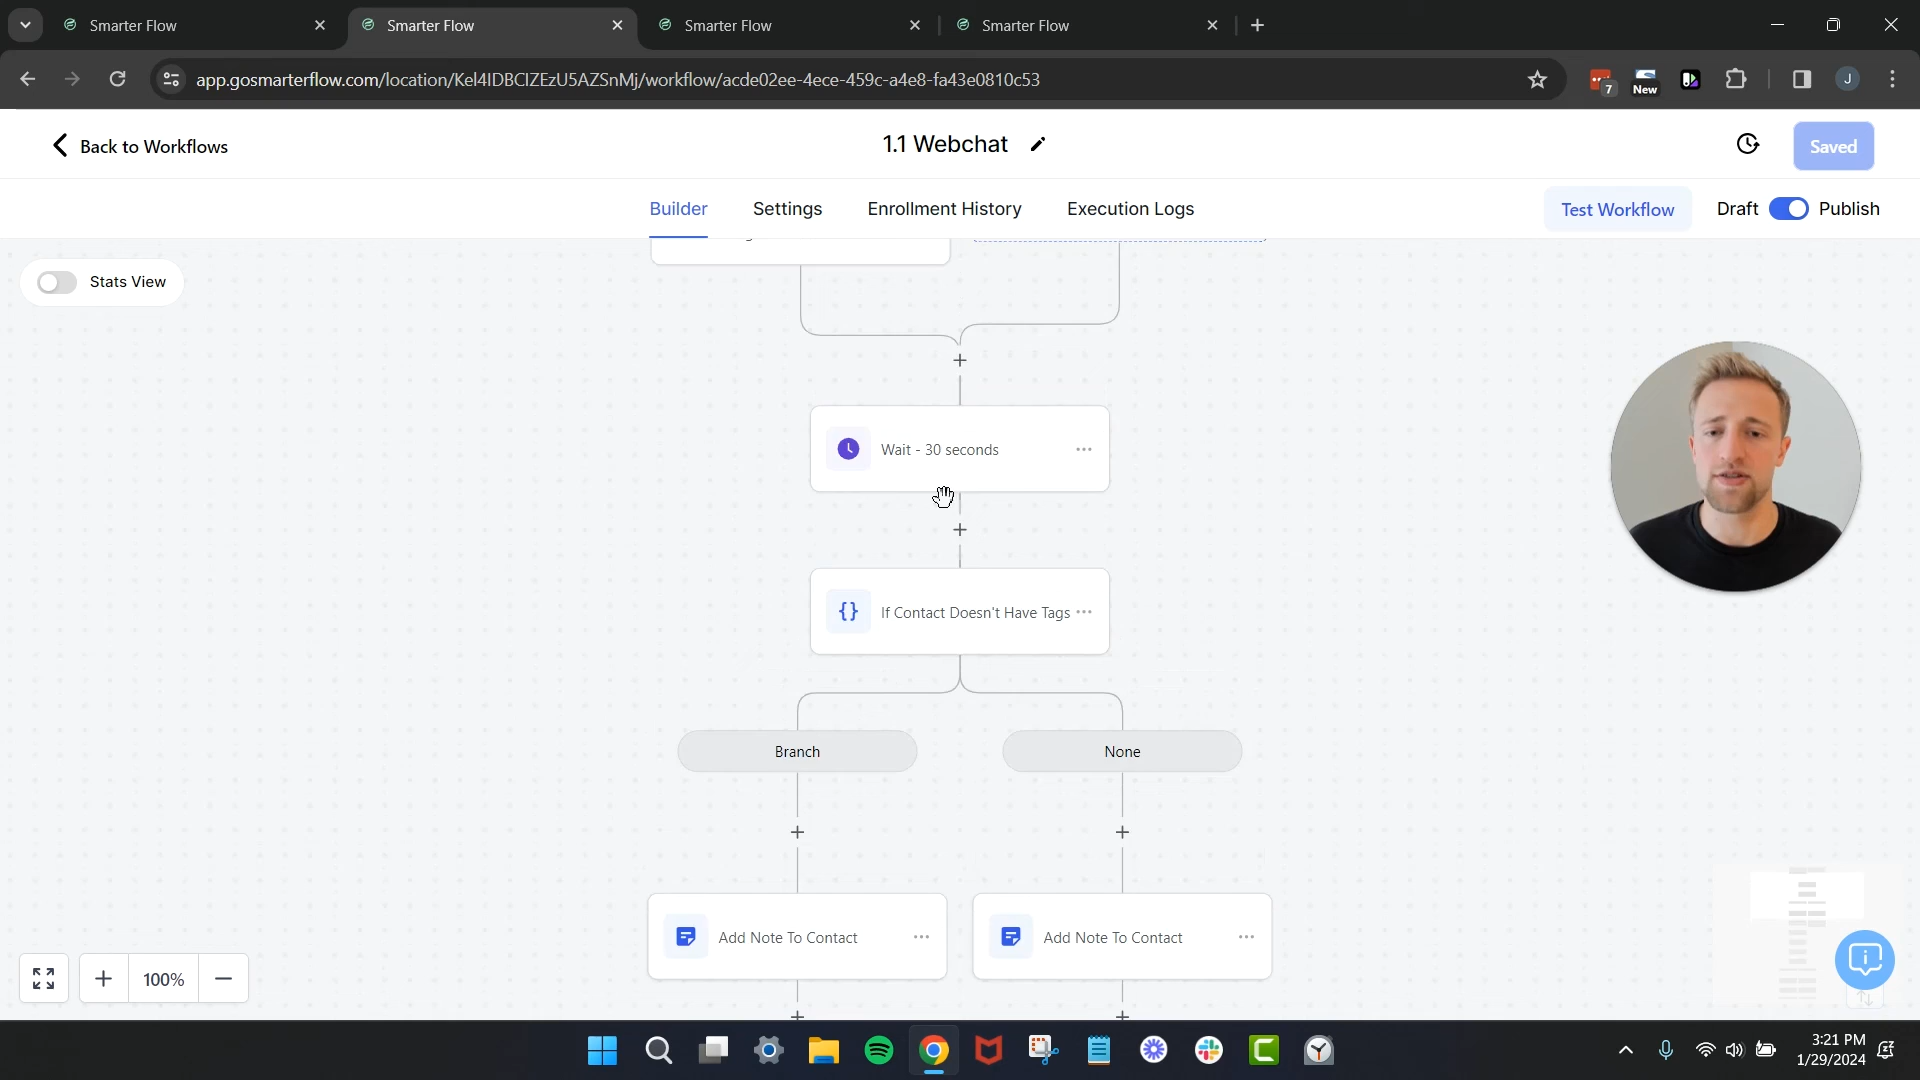 Smarter Flow
Smarter Flow
Smarter Flow
Smarter Flow
app.gosmarterflow.com/location/Kel4IDBCIZEzU5AZSnMj/workflow/acde02ee-4ece-459c-a4e8-fa43e0810c53
7
New
J
Back to Workflows
1.1 Webchat
Saved
Builder
Settings
Enrollment History
Execution Logs
Test Workflow
Draft
Publish
Stats View
Wait - 30 seconds
If Contact Doesn't Have Tags
Branch
None
Add Note To Contact
Add Note To Contact
100%
3:21 PM
1/29/2024